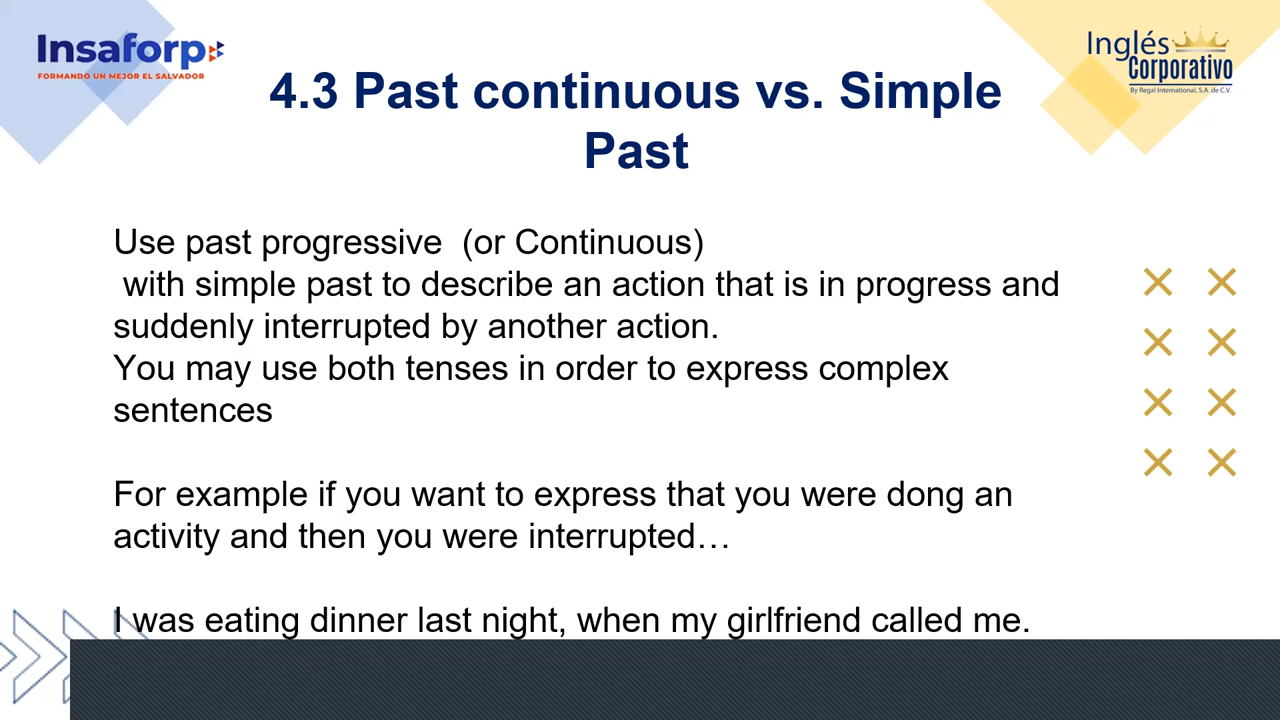 Insaforp
FORMANDO UN MEJOR EL SALVADOR
Inglés
Corporativo
By Regal International, S.A. de C.V.
4.3 Past continuous vs. Simple
Past
Use past progressive  (or Continuous)
with simple past to describe an action that is in progress and
suddenly interrupted by another action.
You may use both tenses in order to express complex
sentences
For example if you want to express that you were dong an
activity and then you were interrupted…
I was eating dinner last night, when my girlfriend called me.